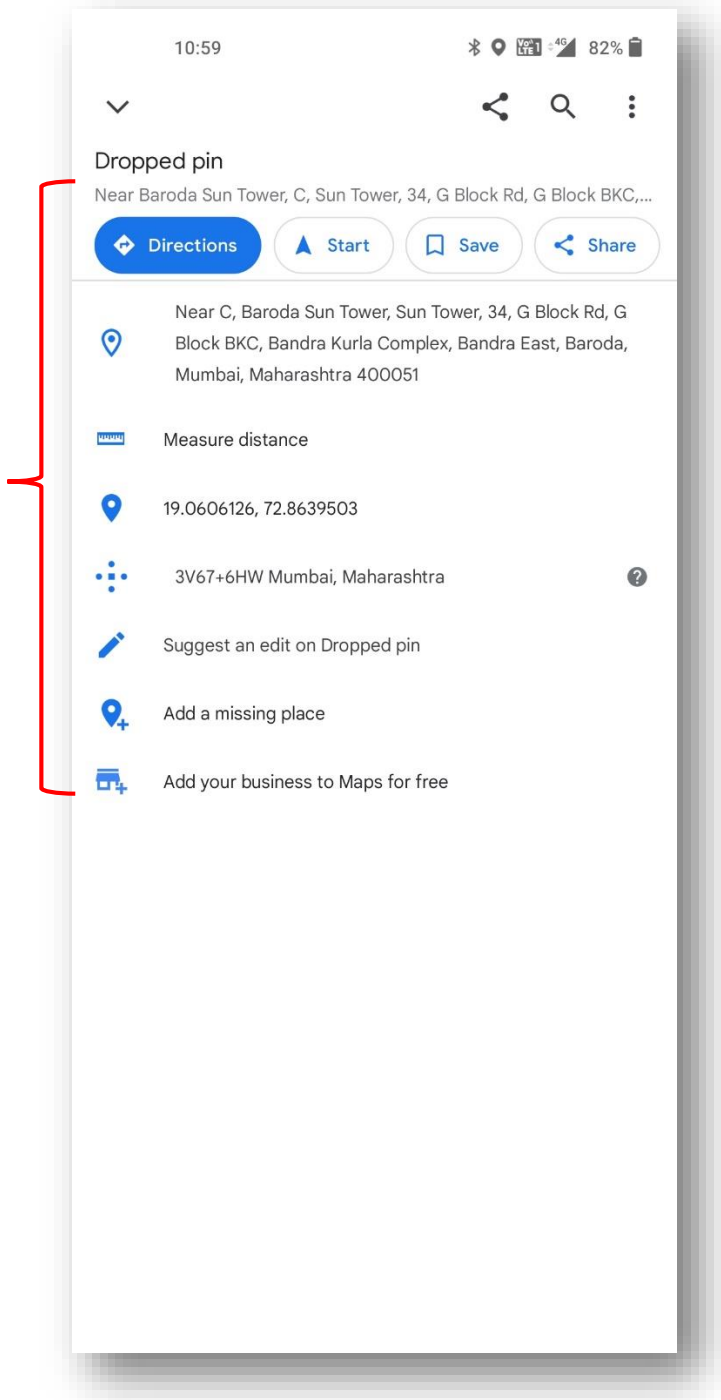 10:59 VoLTE1 4G 82%
Dropped pin
Near Baroda Sun Tower, C, Sun Tower, 34, G Block Rd, G Block BKC,...
Directions Start Save Share
Near C, Baroda Sun Tower, Sun Tower, 34, G Block Rd, G
Block BKC, Bandra Kurla Complex, Bandra East, Baroda,
Mumbai, Maharashtra 400051
Measure distance
19.0606126, 72.8639503
3V67+6HW Mumbai, Maharashtra ?
Suggest an edit on Dropped pin
Add a missing place
Add your business to Maps for free